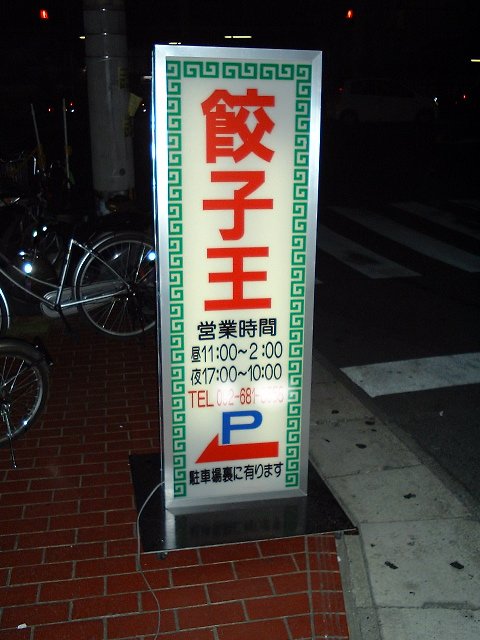 餃子王
営業時間
昼11:00〜2:00
夜17:00〜10:00
TEL
P
駐車場裏に有ります